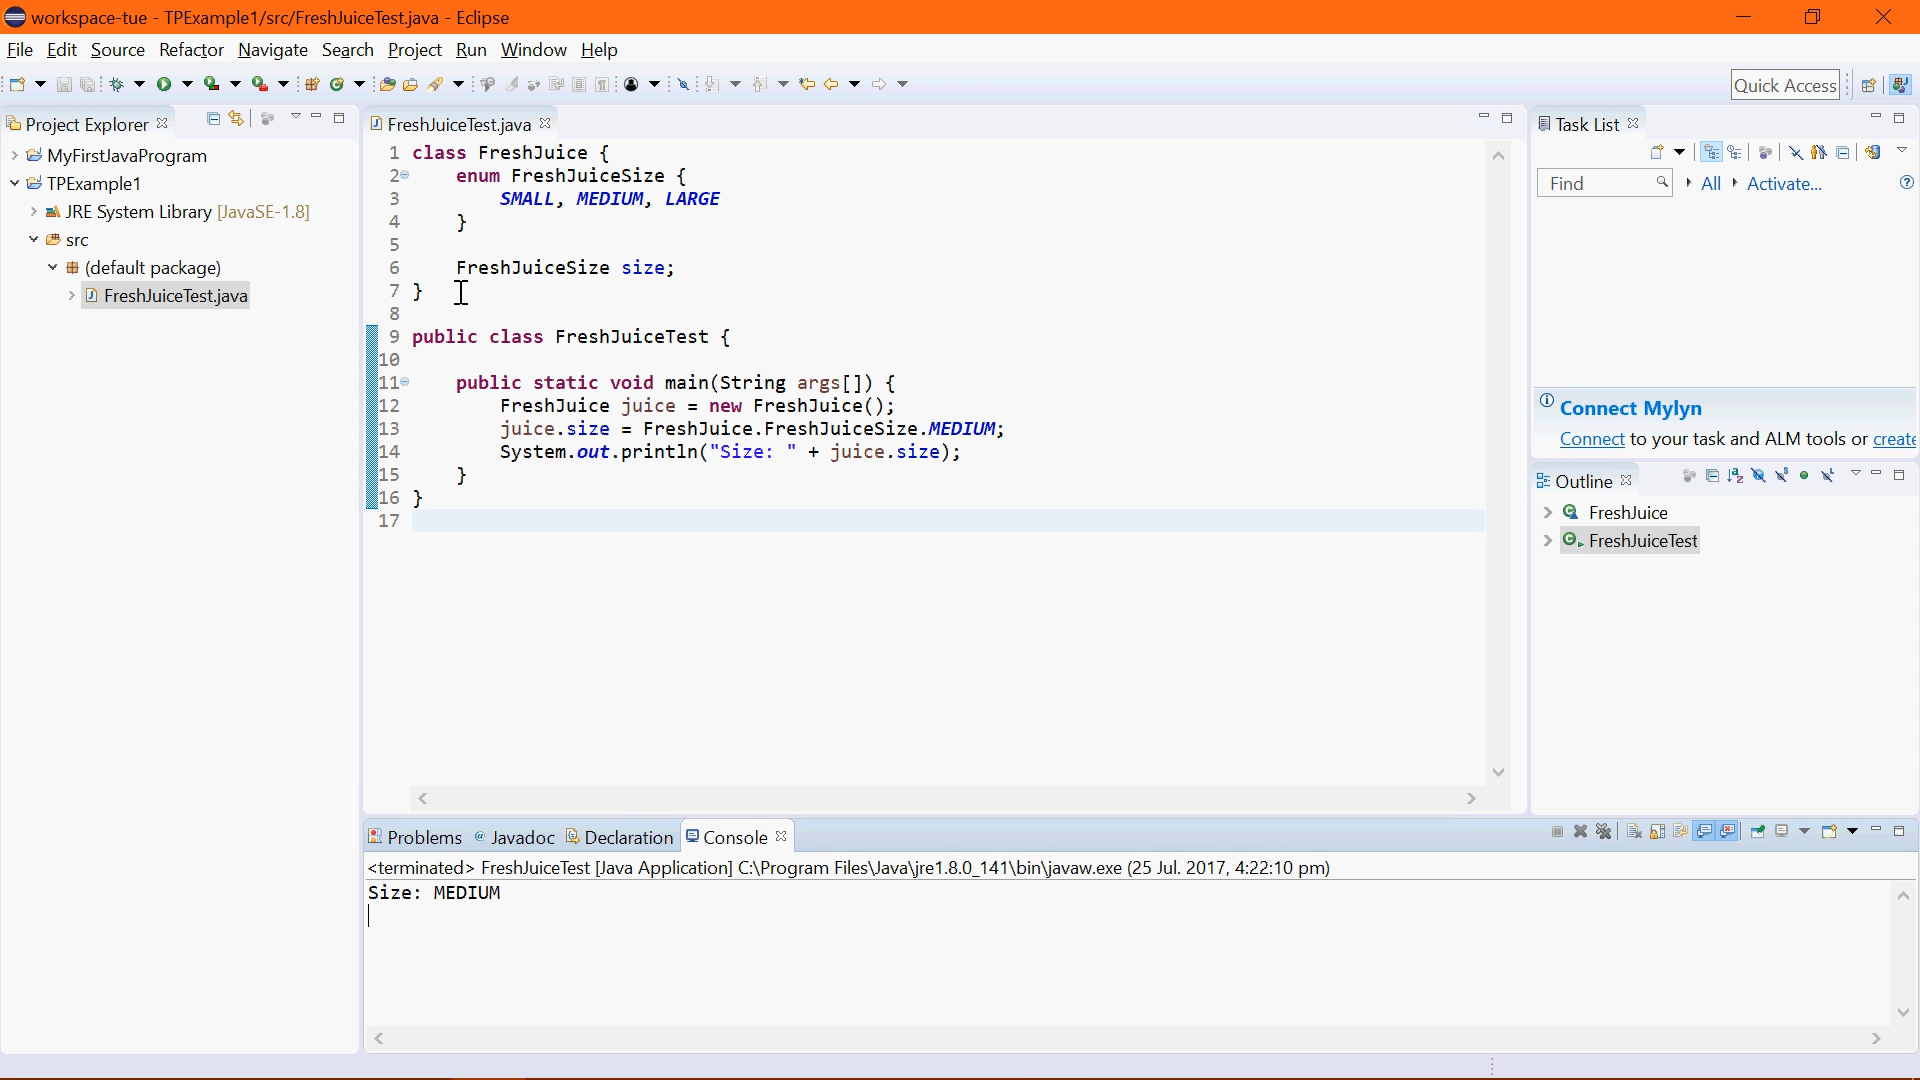 workspace-tue - TPExample1/src/FreshJuiceTest.java - Eclipse
File Edit Source Refactor Navigate Search Project Run Window Help
Quick Access
Project Explorer
MyFirstJavaProgram
TPExample1
JRE System Library [JavaSE-1.8]
src
(default package)
FreshJuiceTest.java
FreshJuiceTest.java
1 class FreshJuice {
2 enum FreshJuiceSize {
3 SMALL, MEDIUM, LARGE
4 }
5
6 FreshJuiceSize size;
7 }
8
9 public class FreshJuiceTest {
10
11 public static void main(String args[]) {
12 FreshJuice juice = new FreshJuice();
13 juice.size = FreshJuice.FreshJuiceSize.MEDIUM;
14 System.out.println("Size: " + juice.size);
15 }
16 }
17
Task List
Find All Activate...
Connect Mylyn
Connect to your task and ALM tools or create
Outline
FreshJuice
FreshJuiceTest
Problems Javadoc Declaration Console
<terminated> FreshJuiceTest [Java Application] C:\Program Files\Java\jre1.8.0_141\bin\javaw.exe (25 Jul. 2017, 4:22:10 pm)
Size: MEDIUM